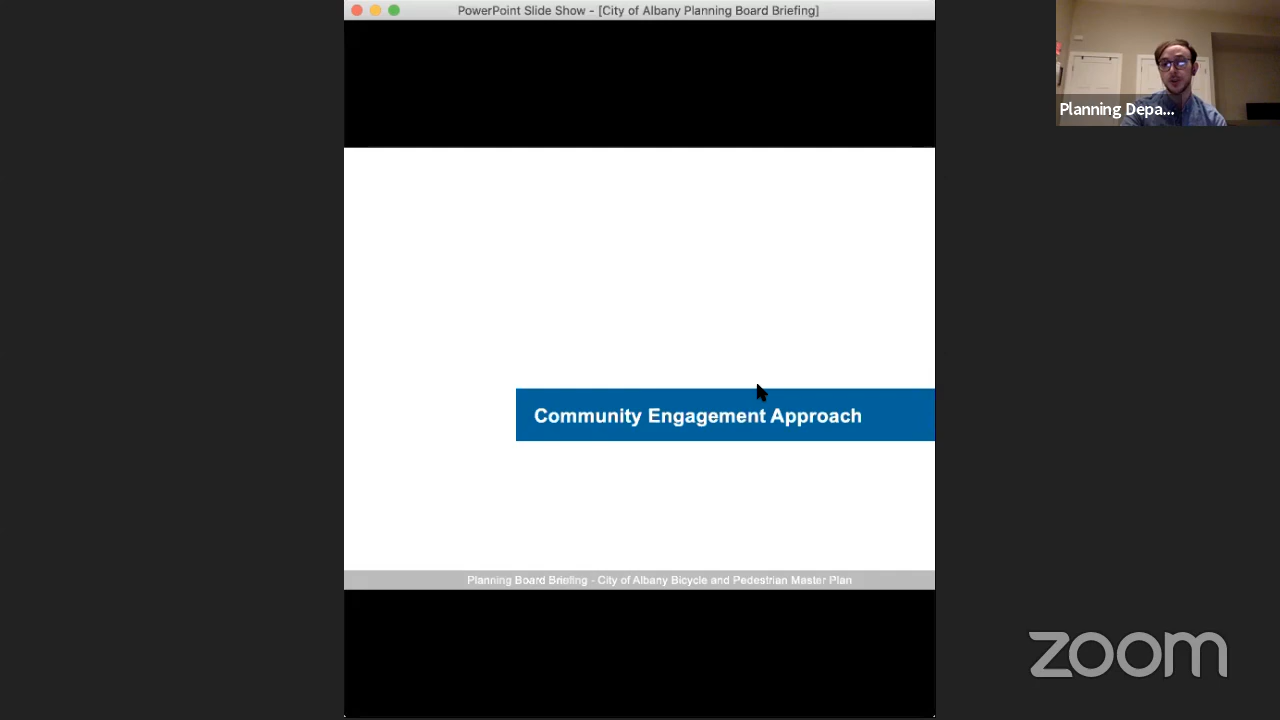 PowerPoint Slide Show - [City of Albany Planning Board Briefing]
Planning Depa...
Community Engagement Approach
Planning Board Briefing - City of Albany Bicycle and Pedestrian Master Plan
zoom